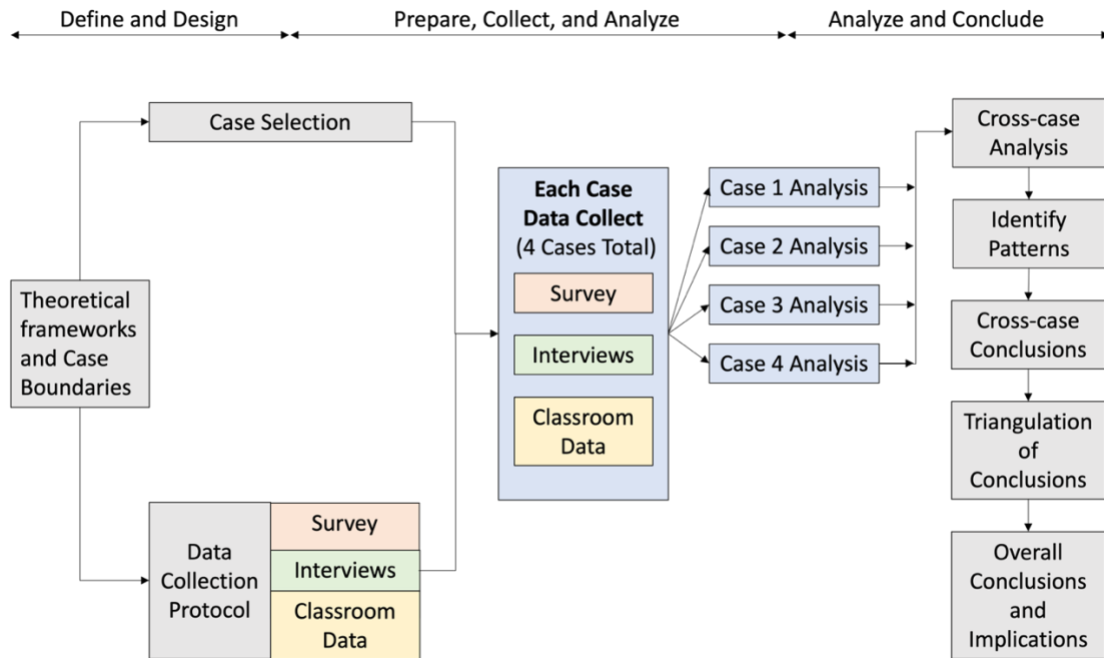 Define and Design
Prepare, Collect, and Analyze
Analyze and Conclude
Theoretical
frameworks
and Case
Boundaries
Case Selection
Data
Collection
Protocol
Survey
Interviews
Classroom
Data
Each Case
Data Collect
(4 Cases Total)
Survey
Interviews
Classroom
Data
Case 1 Analysis
Case 2 Analysis
Case 3 Analysis
Case 4 Analysis
Cross-case
Analysis
Identify
Patterns
Cross-case
Conclusions
Triangulation
of
Conclusions
Overall
Conclusions
and
Implications